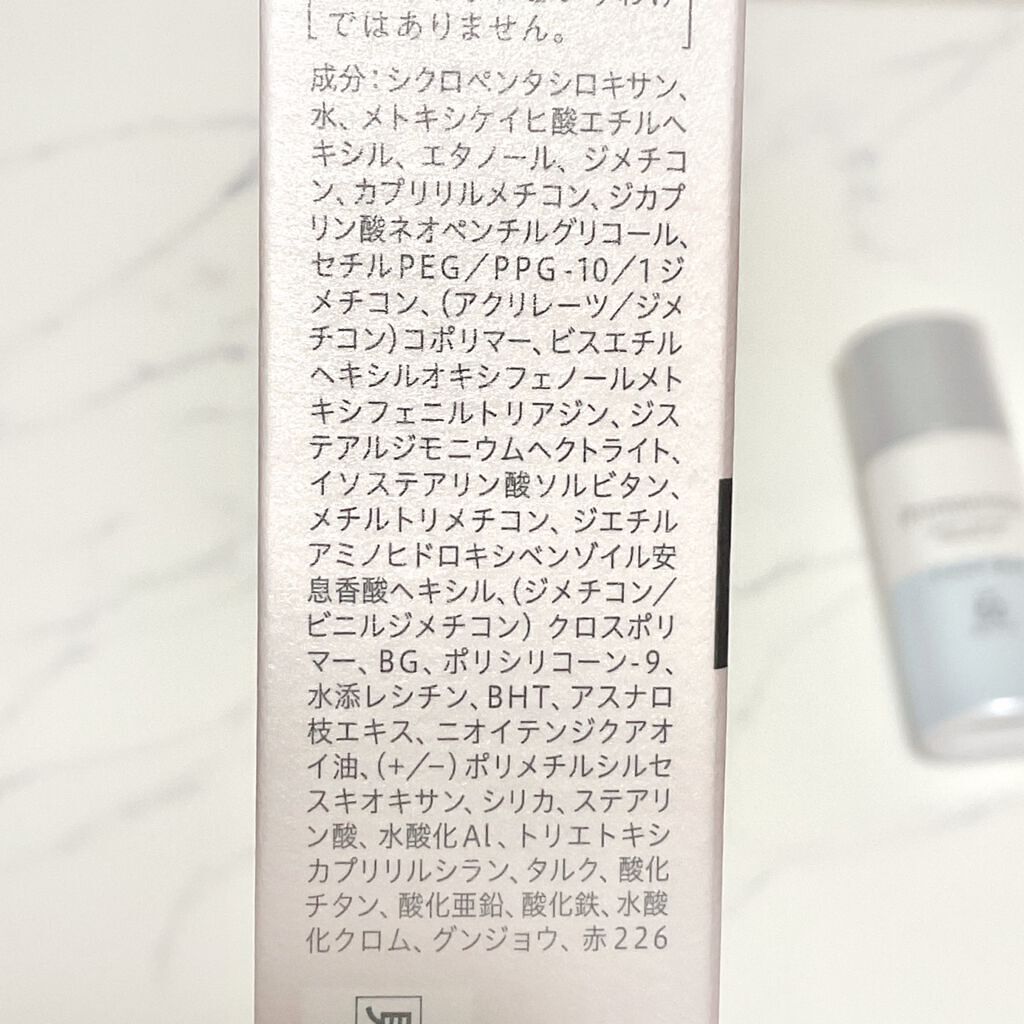 ではありません。
成分:シクロペンタシロキサン、
水、メトキシケイヒ酸エチルヘ
キシル、エタノール、ジメチコ
ン、カプリリルメチコン、ジカプ
リン酸ネオペンチルグリコール、
セチルPEG/PPG-10/1ジ
メチコン、(アクリレーツ/ジメ
チコン)コポリマー、ビスエチル
ヘキシルオキシフェノールメト
キシフェニルトリアジン、ジス
テアルジモニウムヘクトライト、
イソステアリン酸ソルビタン、
メチルトリメチコン、ジエチル
アミノヒドロキシベンゾイル安
息香酸ヘキシル、(ジメチコン/
ビニルジメチコン)クロスポリ
マー、BG、ポリシリコーン-9、
水添レシチン、BHT、アスナロ
枝エキス、ニオイテンジクアオ
イ油、(+/−)ポリメチルシルセ
スキオキサン、シリカ、ステアリ
ン酸、水酸化Al、トリエトキシ
カプリリルシラン、タルク、酸化
チタン、酸化亜鉛、酸化鉄、水酸
化クロム、グンジョウ、赤226